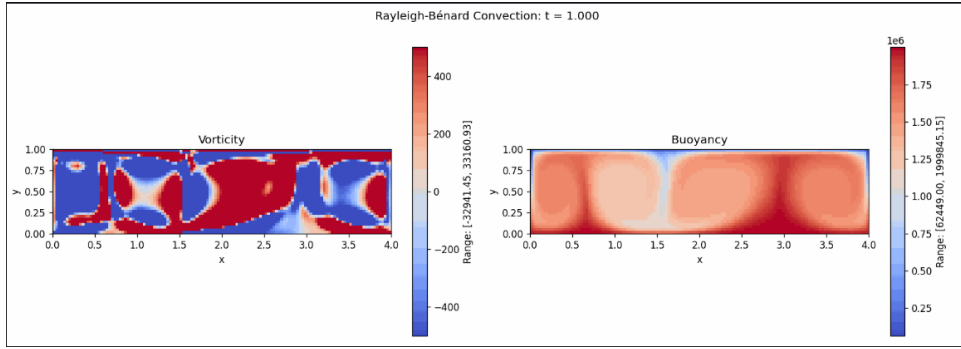 Rayleigh-Bénard Convection: t = 1.000
Vorticity
1.00
0.75
0.50
0.25
0.00
y
0.0 0.5 1.0 1.5 2.0 2.5 3.0 3.5 4.0
x
400
200
0
−200
−400
Range: [-32941.45, 33160.93]
Buoyancy
1.00
0.75
0.50
0.25
0.00
y
0.0 0.5 1.0 1.5 2.0 2.5 3.0 3.5 4.0
x
1e6
1.75
1.50
1.25
1.00
0.75
0.50
0.25
Range: [62449.00, 1999845.15]